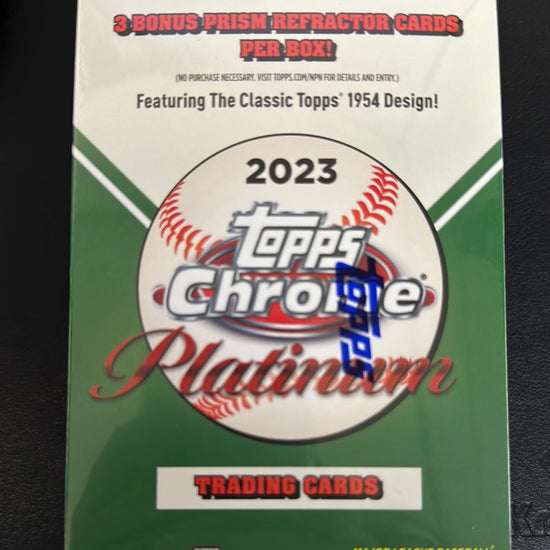 3 BONUS PRISM REFRACTOR CARDS
PER BOX!
(NO PURCHASE NECESSARY. VISIT TOPPS.COM/NPN FOR DETAILS AND ENTRY.)
Featuring The Classic Topps® 1954 Design!
2023
topps
Chrome®
topps
Platinum
TRADING CARDS